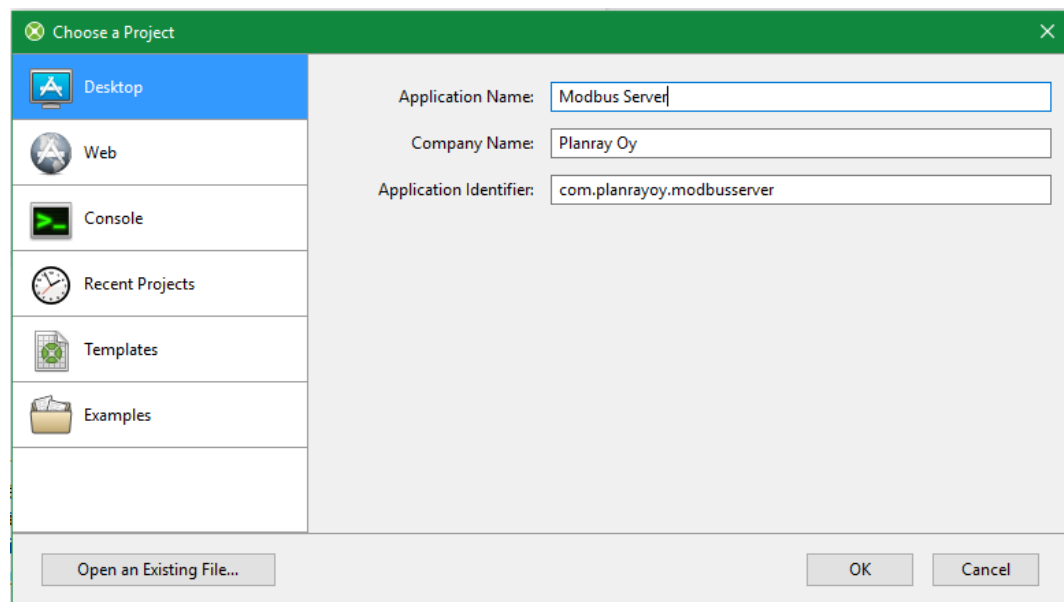 Choose a Project
Desktop
Web
Console
Recent Projects
Templates
Examples
Application Name: Modbus Server
Company Name: Planray Oy
Application Identifier: com.planrayoy.modbusserver
Open an Existing File...
OK
Cancel